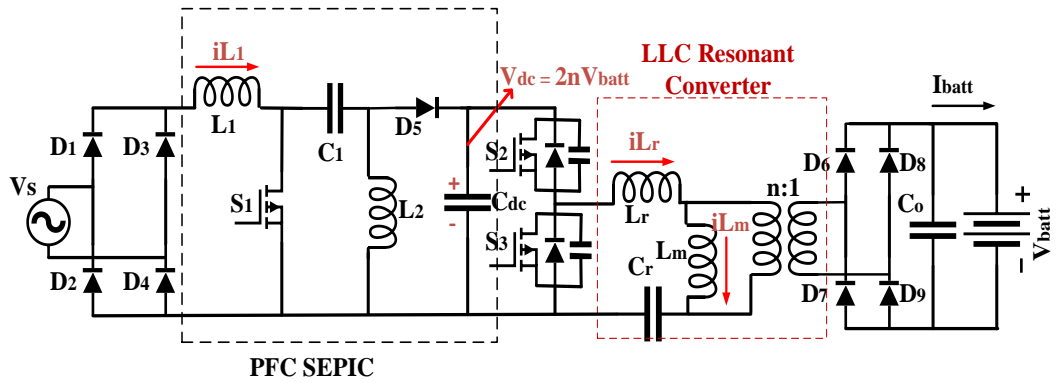 iL1
L1
C1
D5
Vdc = 2nVbatt
LLC Resonant
Converter
Ibatt
D1
D3
S2
iLr
D6
D8
Vs
S1
L2
+
-
Cdc
Lr
n:1
Co
+
Vbatt
−
S3
iLm
Lm
Cr
D2
D4
D7
D9
PFC SEPIC